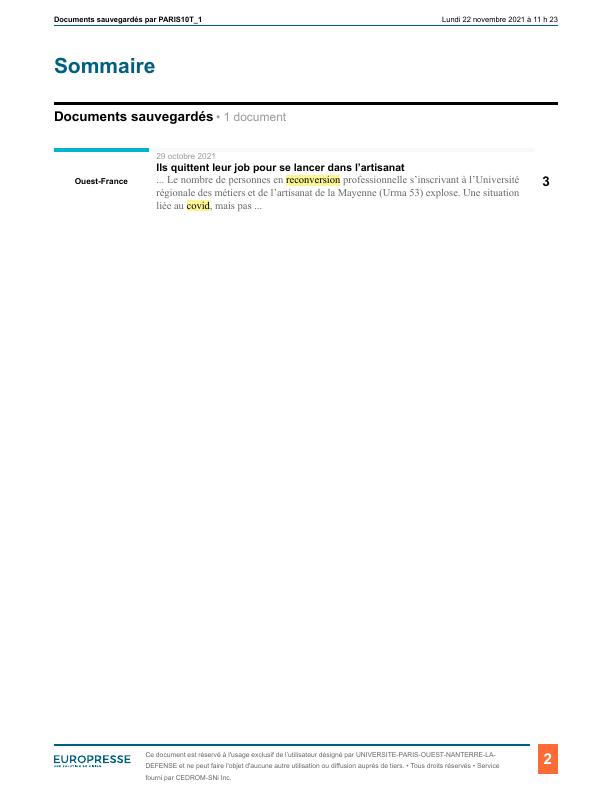 Documents sauvegardés par PARIS10T_1
Lundi 22 novembre 2021 à 11 h 23
Sommaire
Documents sauvegardés • 1 document
29 octobre 2021
Ouest-France
Ils quittent leur job pour se lancer dans l'artisanat
... Le nombre de personnes en reconversion professionnelle s'inscrivant à l'Université
régionale des métiers et de l'artisanat de la Mayenne (Urma 53) explose. Une situation
liée au covid, mais pas ...
3
EUROPRESSE
Ce document est réservé à l'usage exclusif de l'utilisateur désigné par UNIVERSITE-PARIS-OUEST-NANTERRE-LA-
DEFENSE et ne peut faire l'objet d'aucune autre utilisation ou diffusion auprès de tiers. • Tous droits réservés • Service
fourni par CEDROM-SNi Inc.
2